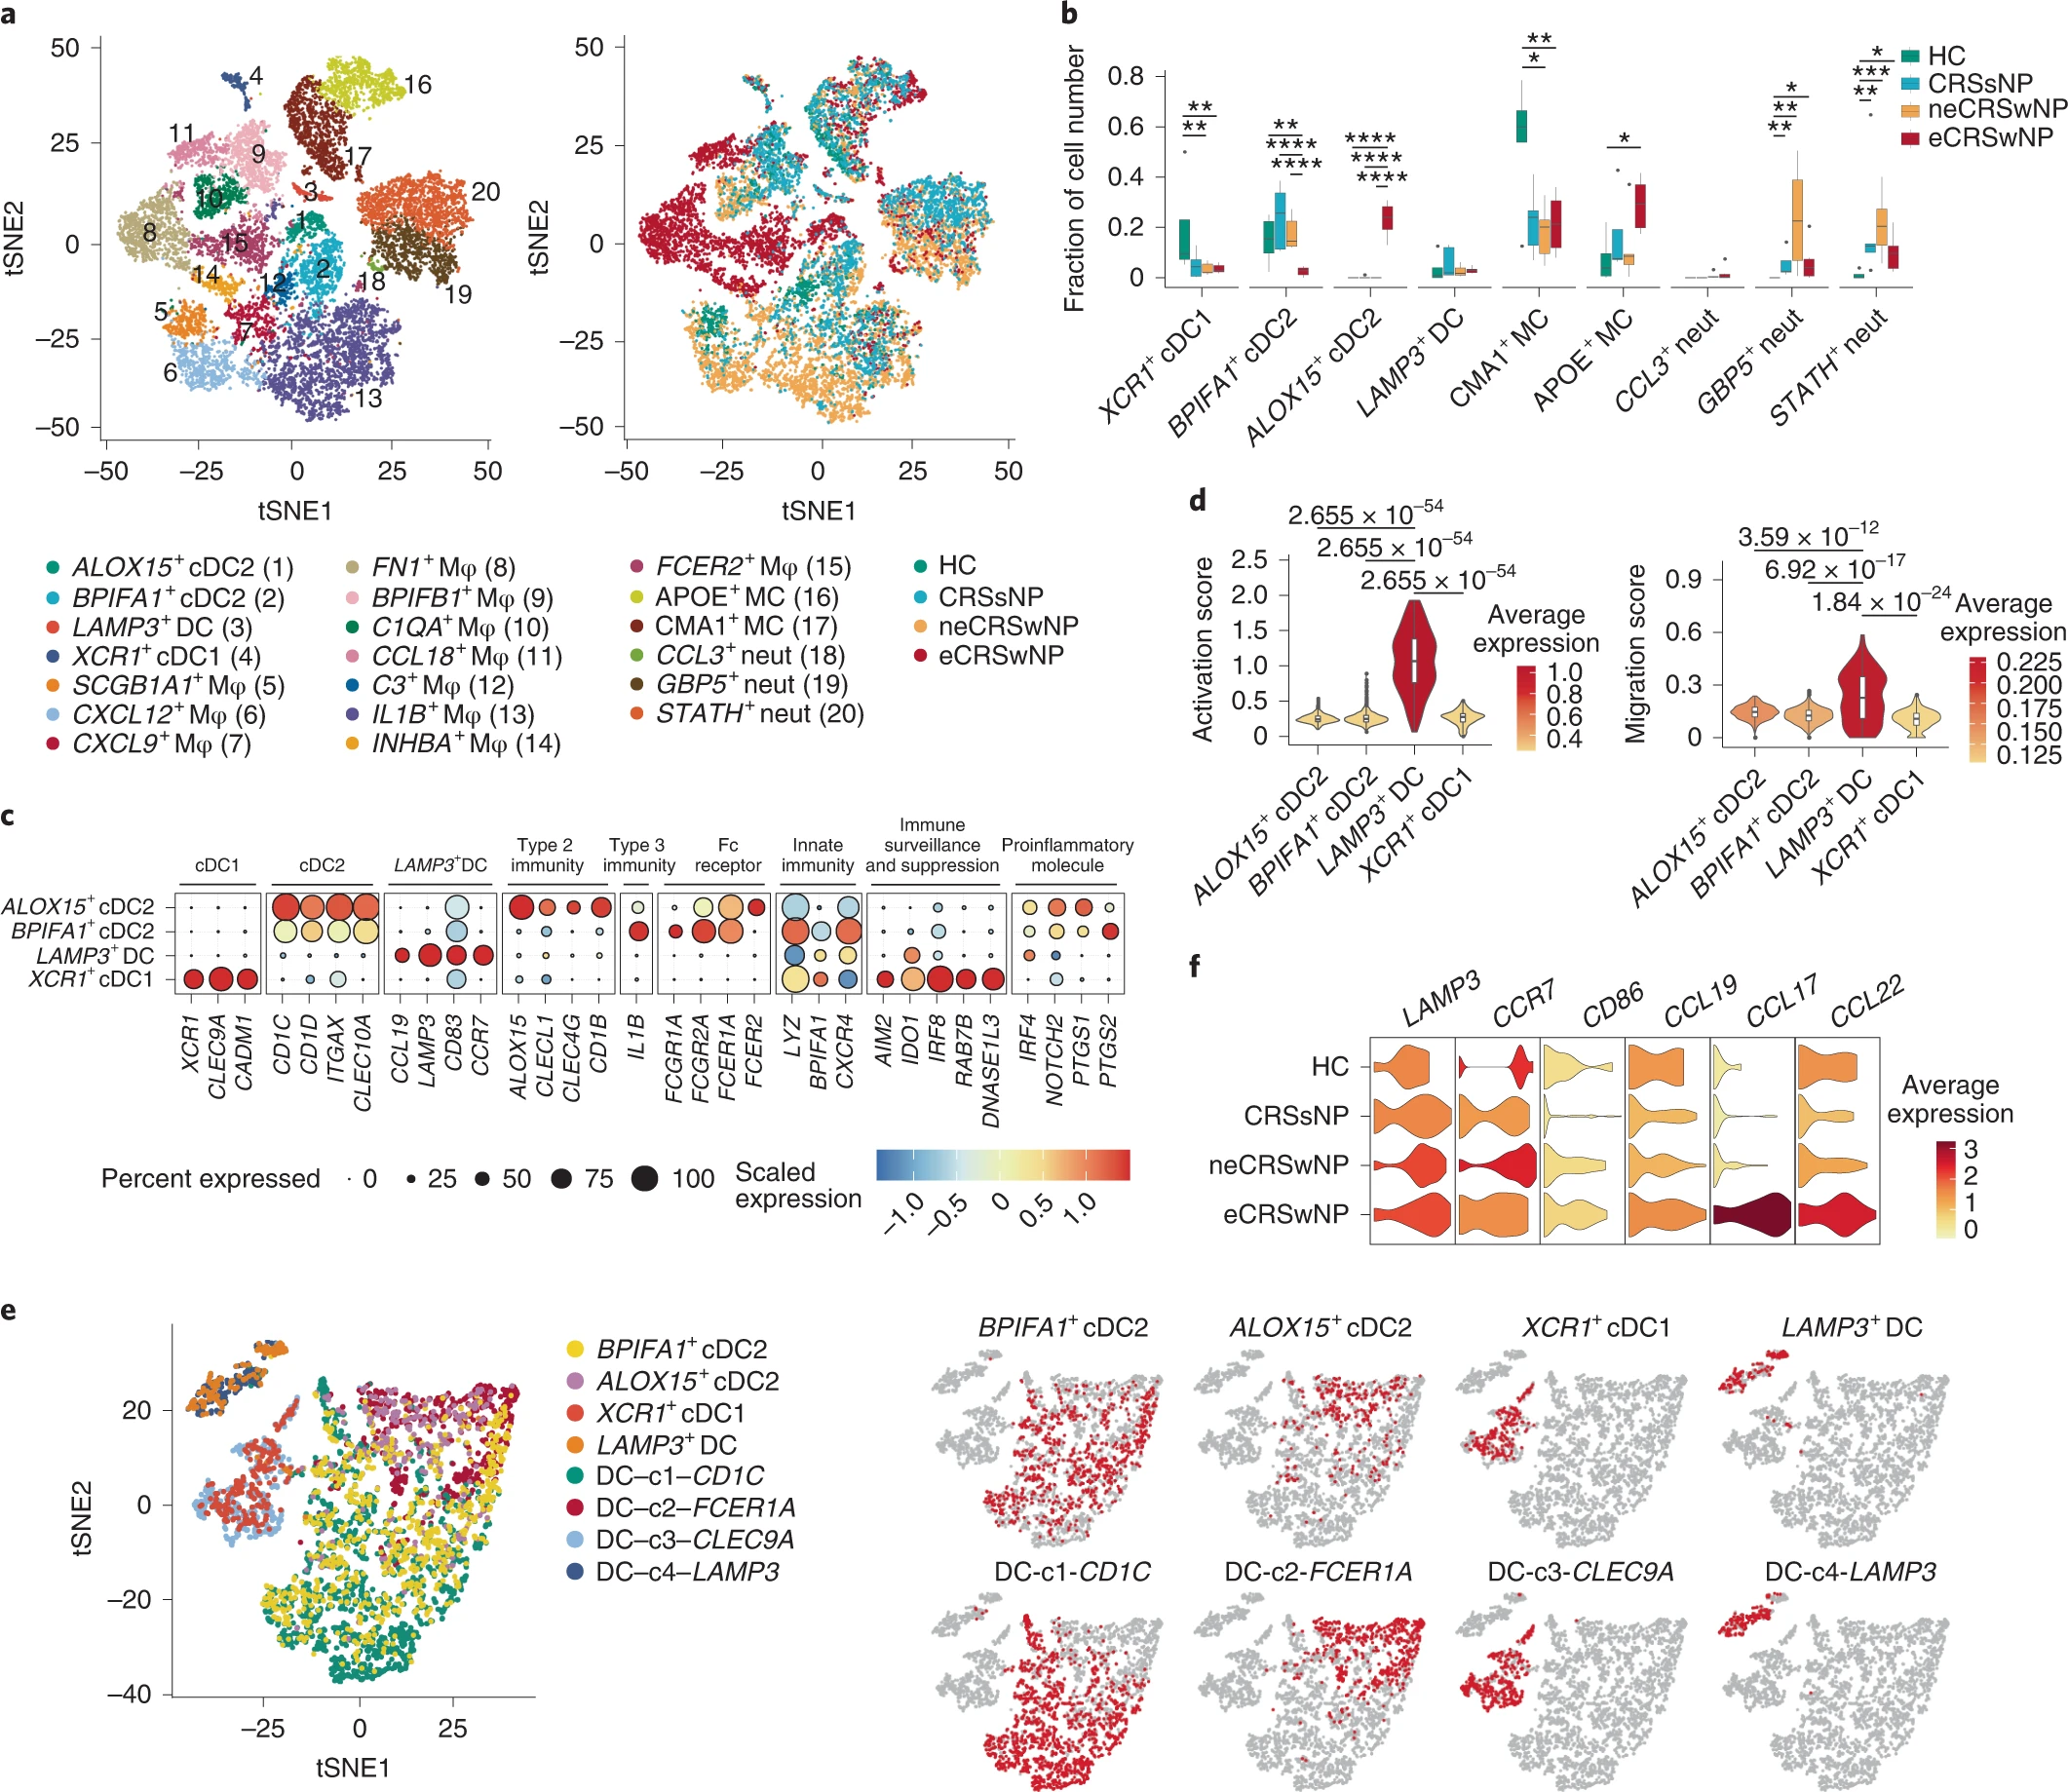 a
50
25
0
−25
−50
tSNE2
−50
−25
0
25
50
tSNE1
4
16
11
9
17
3
10
20
1
8
15
2
14
12
18
19
5
7
6
13
50
25
0
−25
−50
tSNE2
−50
−25
0
25
50
tSNE1
ALOX15+ cDC2 (1)
BPIFA1+ cDC2 (2)
LAMP3+ DC (3)
XCR1+ cDC1 (4)
SCGB1A1+ Mφ (5)
CXCL12+ Mφ (6)
CXCL9+ Mφ (7)
FN1+ Mφ (8)
BPIFB1+ Mφ (9)
C1QA+ Mφ (10)
CCL18+ Mφ (11)
C3+ Mφ (12)
IL1B+ Mφ (13)
INHBA+ Mφ (14)
FCER2+ Mφ (15)
APOE+ MC (16)
CMA1+ MC (17)
CCL3+ neut (18)
GBP5+ neut (19)
STATH+ neut (20)
HC
CRSsNP
neCRSwNP
eCRSwNP
b
Fraction of cell number
0.8
0.6
0.4
0.2
0
**
**
**
****
****
****
****
****
**
*
*
*
**
**
*
***
**
HC
CRSsNP
neCRSwNP
eCRSwNP
XCR1+ cDC1
BPIFA1+ cDC2
ALOX15+ cDC2
LAMP3+ DC
CMA1+ MC
APOE+ MC
CCL3+ neut
GBP5+ neut
STATH+ neut
c
cDC1
cDC2
LAMP3+DC
Type 2
immunity
Type 3
immunity
Fc
receptor
Innate
immunity
Immune
surveillance
and suppression
Proinflammatory
molecule
ALOX15+ cDC2
BPIFA1+ cDC2
LAMP3+ DC
XCR1+ cDC1
XCR1
CLEC9A
CADM1
CD1C
CD1D
ITGAX
CLEC10A
CCL19
LAMP3
CD83
CCR7
ALOX15
CLECL1
CLEC4G
CD1B
IL1B
FCGR1A
FCGR2A
FCER1A
FCER2
LYZ
BPIFA1
CXCR4
AIM2
IDO1
IRF8
RAB7B
DNASE1L3
IRF4
NOTCH2
PTGS1
PTGS2
Percent expressed
0
25
50
75
100
Scaled
expression
−1.0
−0.5
0
0.5
1.0
d
2.655 × 10−54
2.655 × 10−54
2.655 × 10−54
Activation score
2.5
2.0
1.5
1.0
0.5
0
Average
expression
1.0
0.8
0.6
0.4
ALOX15+ cDC2
BPIFA1+ cDC2
LAMP3+ DC
XCR1+ cDC1
3.59 × 10−12
6.92 × 10−17
1.84 × 10−24
Migration score
0.9
0.6
0.3
0
Average
expression
0.225
0.200
0.175
0.150
0.125
ALOX15+ cDC2
BPIFA1+ cDC2
LAMP3+ DC
XCR1+ cDC1
f
LAMP3
CCR7
CD86
CCL19
CCL17
CCL22
HC
CRSsNP
neCRSwNP
eCRSwNP
Average
expression
3
2
1
0
e
20
0
−20
−40
tSNE2
−25
0
25
tSNE1
BPIFA1+ cDC2
ALOX15+ cDC2
XCR1+ cDC1
LAMP3+ DC
DC–c1–CD1C
DC–c2–FCER1A
DC–c3–CLEC9A
DC–c4–LAMP3
BPIFA1+ cDC2
ALOX15+ cDC2
XCR1+ cDC1
LAMP3+ DC
DC-c1-CD1C
DC-c2-FCER1A
DC-c3-CLEC9A
DC-c4-LAMP3